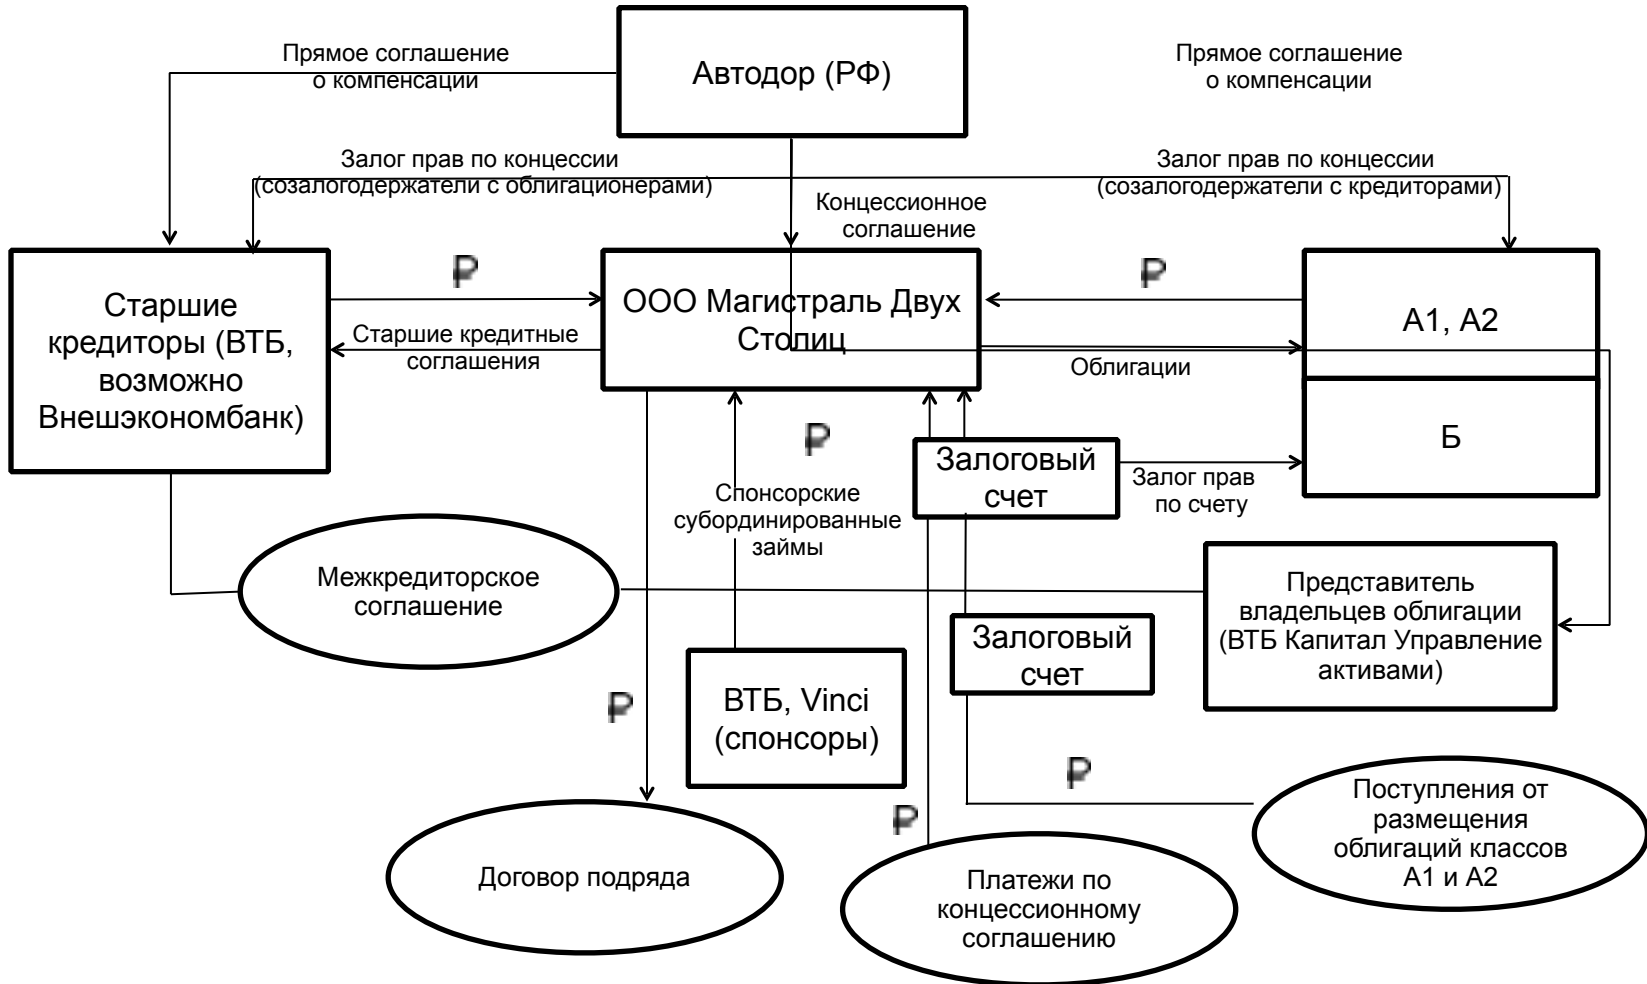 Прямое соглашение
о компенсации
Автодор (РФ)
Прямое соглашение
о компенсации
Залог прав по концессии
(созалогодержатели с облигационерами)
Залог прав по концессии
(созалогодержатели с кредиторами)
Концессионное
соглашение
Старшие
кредиторы (ВТБ,
возможно
Внешэкономбанк)
₽
Старшие кредитные
соглашения
ООО Магистраль Двух
Столиц
₽
Облигации
А1, А2
Б
₽
Залоговый
счет
Залог прав
по счету
Спонсорские
субординированные
займы
Межкредиторское
соглашение
Представитель
владельцев облигации
(ВТБ Капитал Управление
активами)
Залоговый
счет
₽
ВТБ, Vinci
(спонсоры)
₽
₽
Поступления от
размещения
облигаций классов
А1 и А2
Договор подряда
Платежи по
концессионному
соглашению